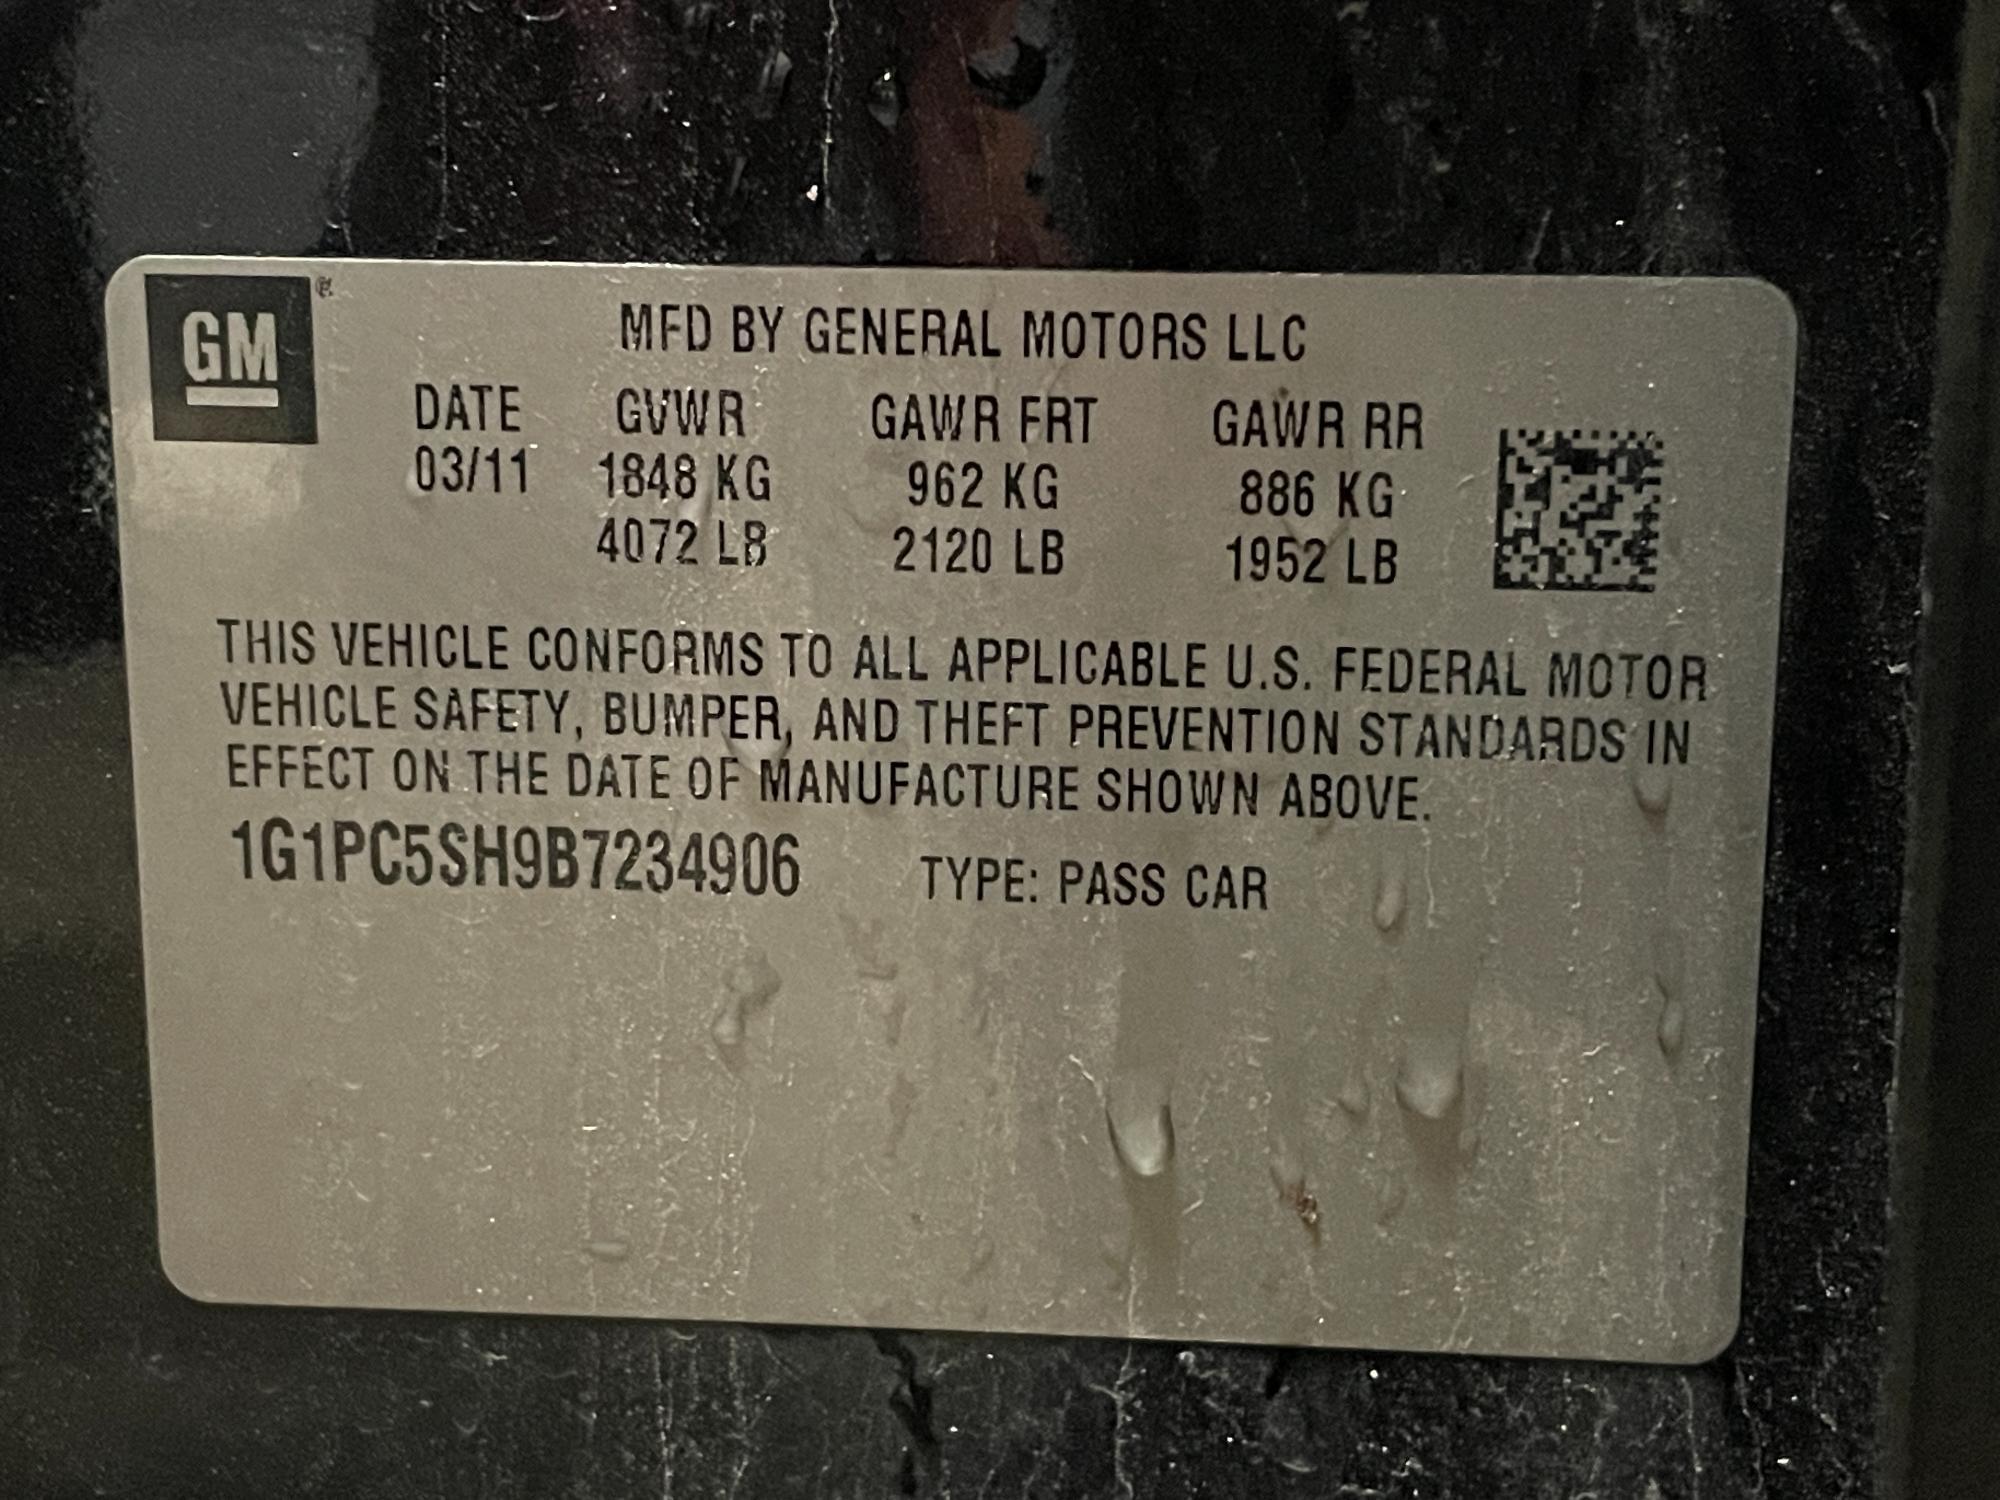 GM
MFD BY GENERAL MOTORS LLC
DATE GVWR GAWR FRT GAWR RR
03/11 1848 KG 962 KG 886 KG
4072 LB 2120 LB 1952 LB
THIS VEHICLE CONFORMS TO ALL APPLICABLE U.S. FEDERAL MOTOR
VEHICLE SAFETY, BUMPER, AND THEFT PREVENTION STANDARDS IN
EFFECT ON THE DATE OF MANUFACTURE SHOWN ABOVE.
1G1PC5SH9B7234906 TYPE: PASS CAR